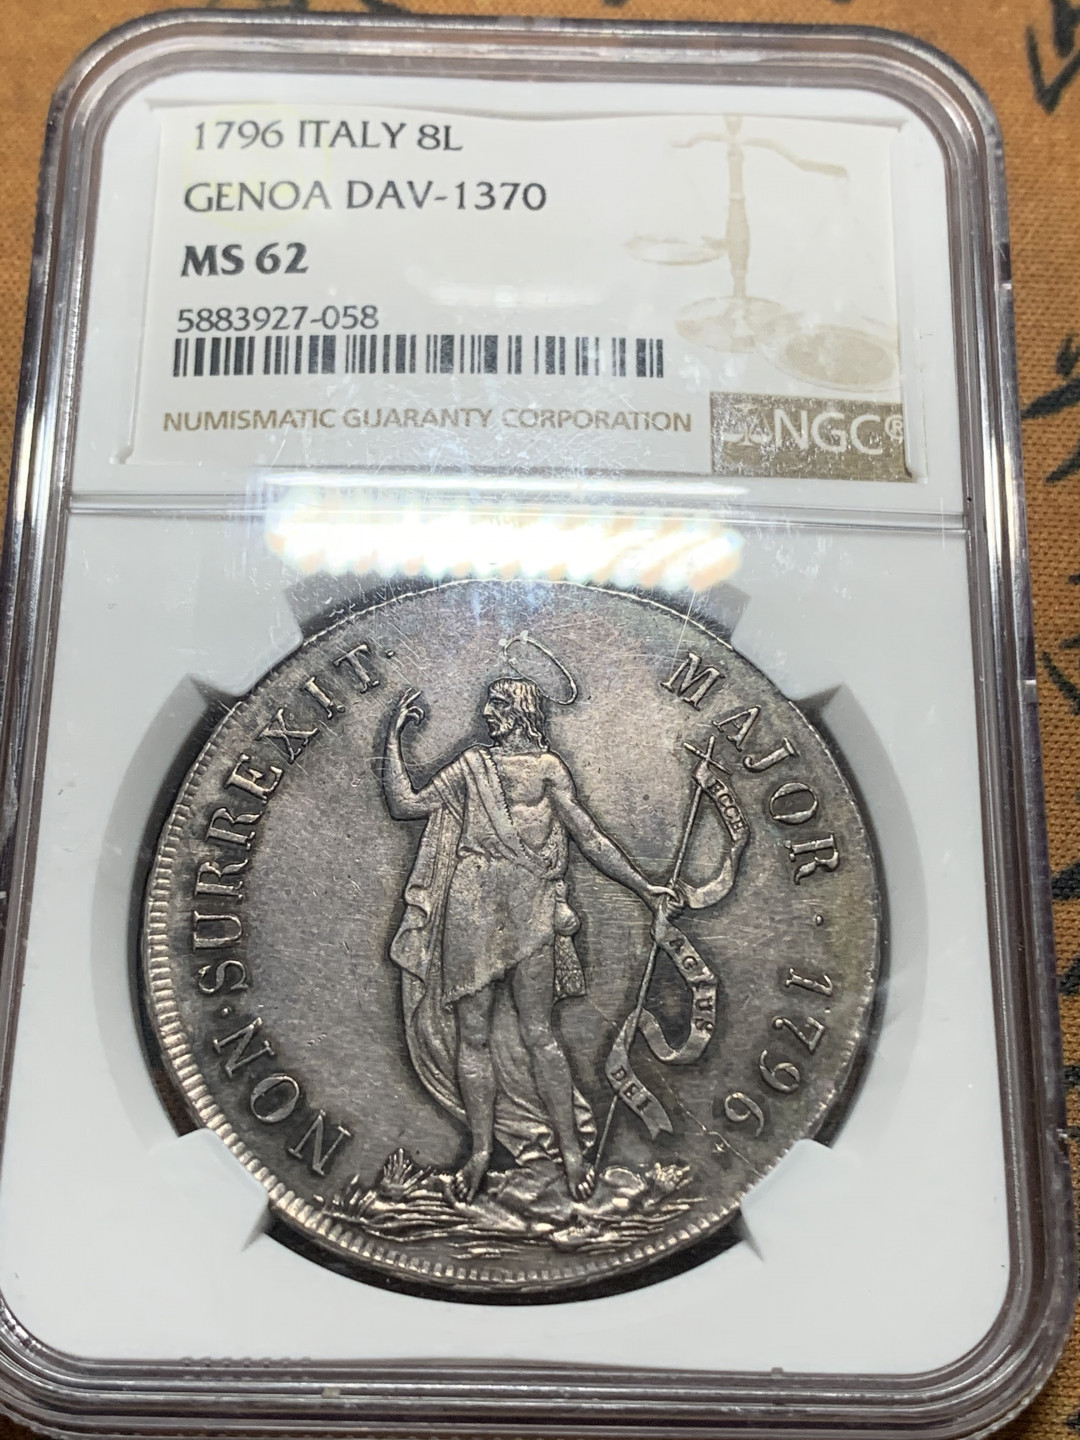 1796 ITALY 8L
GENOA DAV-1370
MS 62
5883927-058
NUMISMATIC GUARANTY CORPORATION
NGC®
NON·SURREXIT· MAJOR·1796
ECCE
AGNUS
DEI